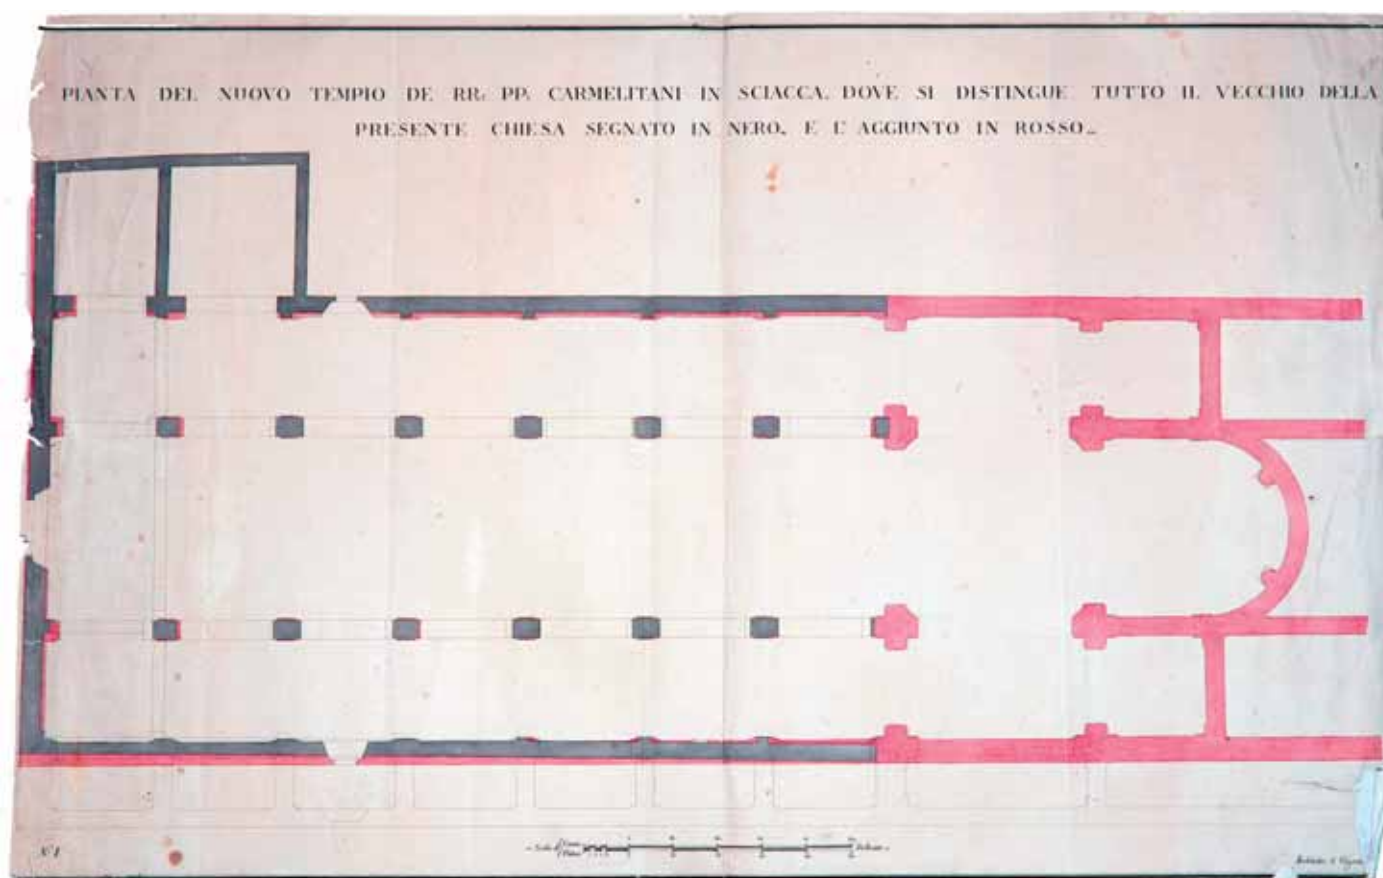 PIANTA DEL NUOVO TEMPIO DE RR. PP. CARMELITANI IN SCIACCA. DOVE SI DISTINGUE TUTTO IL VECCHIO DELLA
PRESENTE CHIESA SEGNATO IN NERO. E L' AGGIUNTO IN ROSSO
Nº I